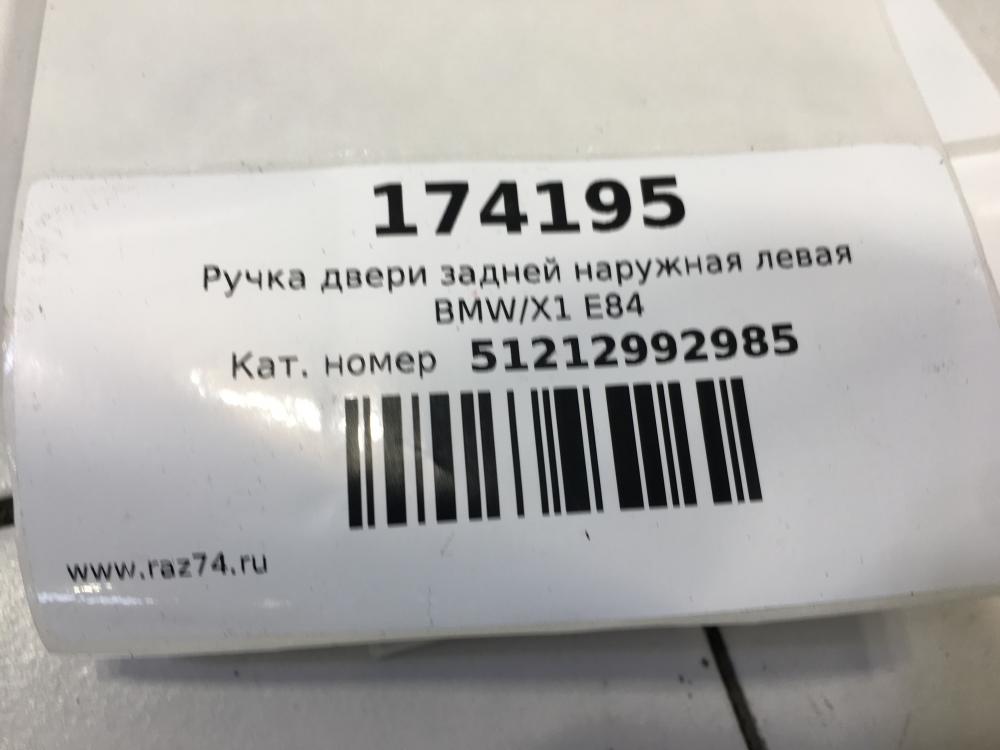 174195
Ручка двери задней наружная левая
BMW/X1 E84
Кат. номер 51212992985
www.raz74.ru